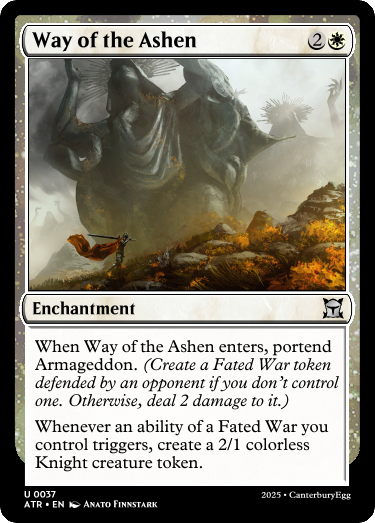 Way of the Ashen 2
Enchantment
When Way of the Ashen enters, portend
Armageddon. (Create a Fated War token
defended by an opponent if you don't control
one. Otherwise, deal 2 damage to it.)
Whenever an ability of a Fated War you
control triggers, create a 2/1 colorless
Knight creature token.
U 0037
ATR • EN Anato Finnstark
2025 • CanterburyEgg